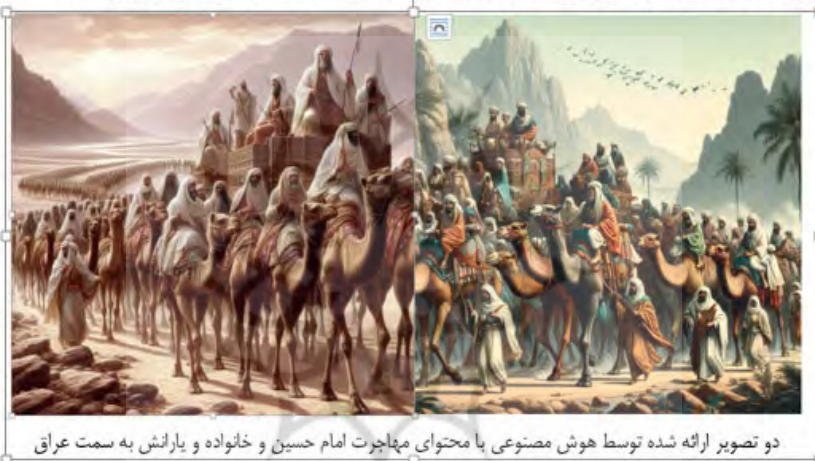 دو تصویر ارائه شده توسط هوش مصنوعی با محتوای مهاجرت امام حسین و خانواده و یارانش به سمت عراق